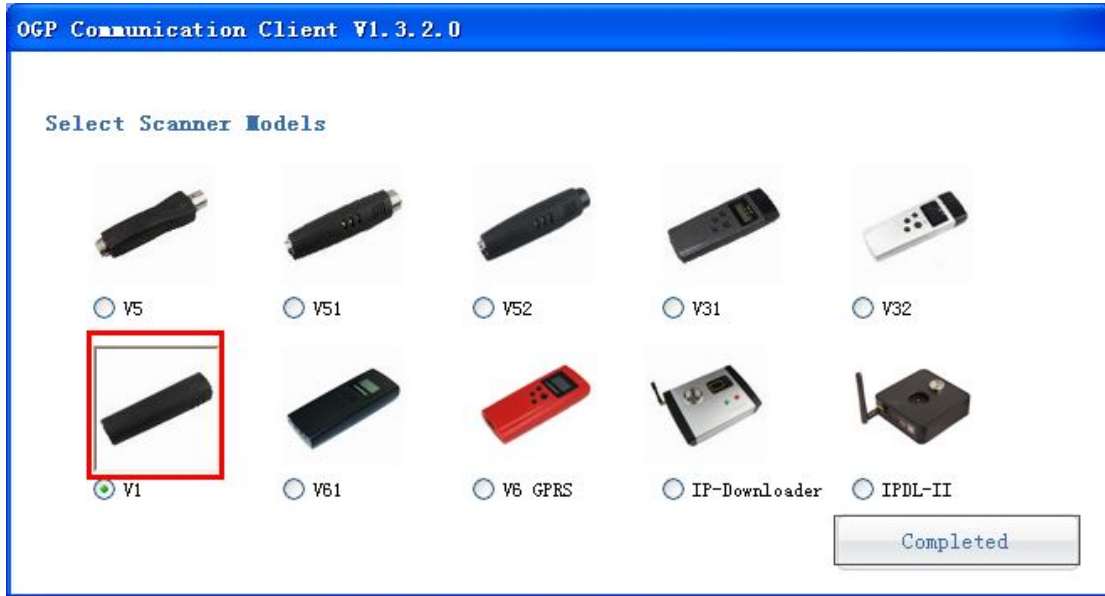 OGP Communication Client V1.3.2.0
Select Scanner Models
V5 V51 V52 V31 V32
V1 V61 V6 GPRS IP-Downloader IPDL-II
Completed